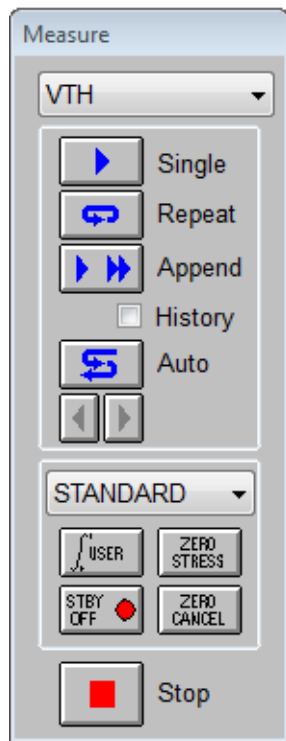 Measure
VTH
Single
Repeat
Append
History
Auto
STANDARD
∫USER
ZERO
STRESS
STBY
OFF
ZERO
CANCEL
Stop